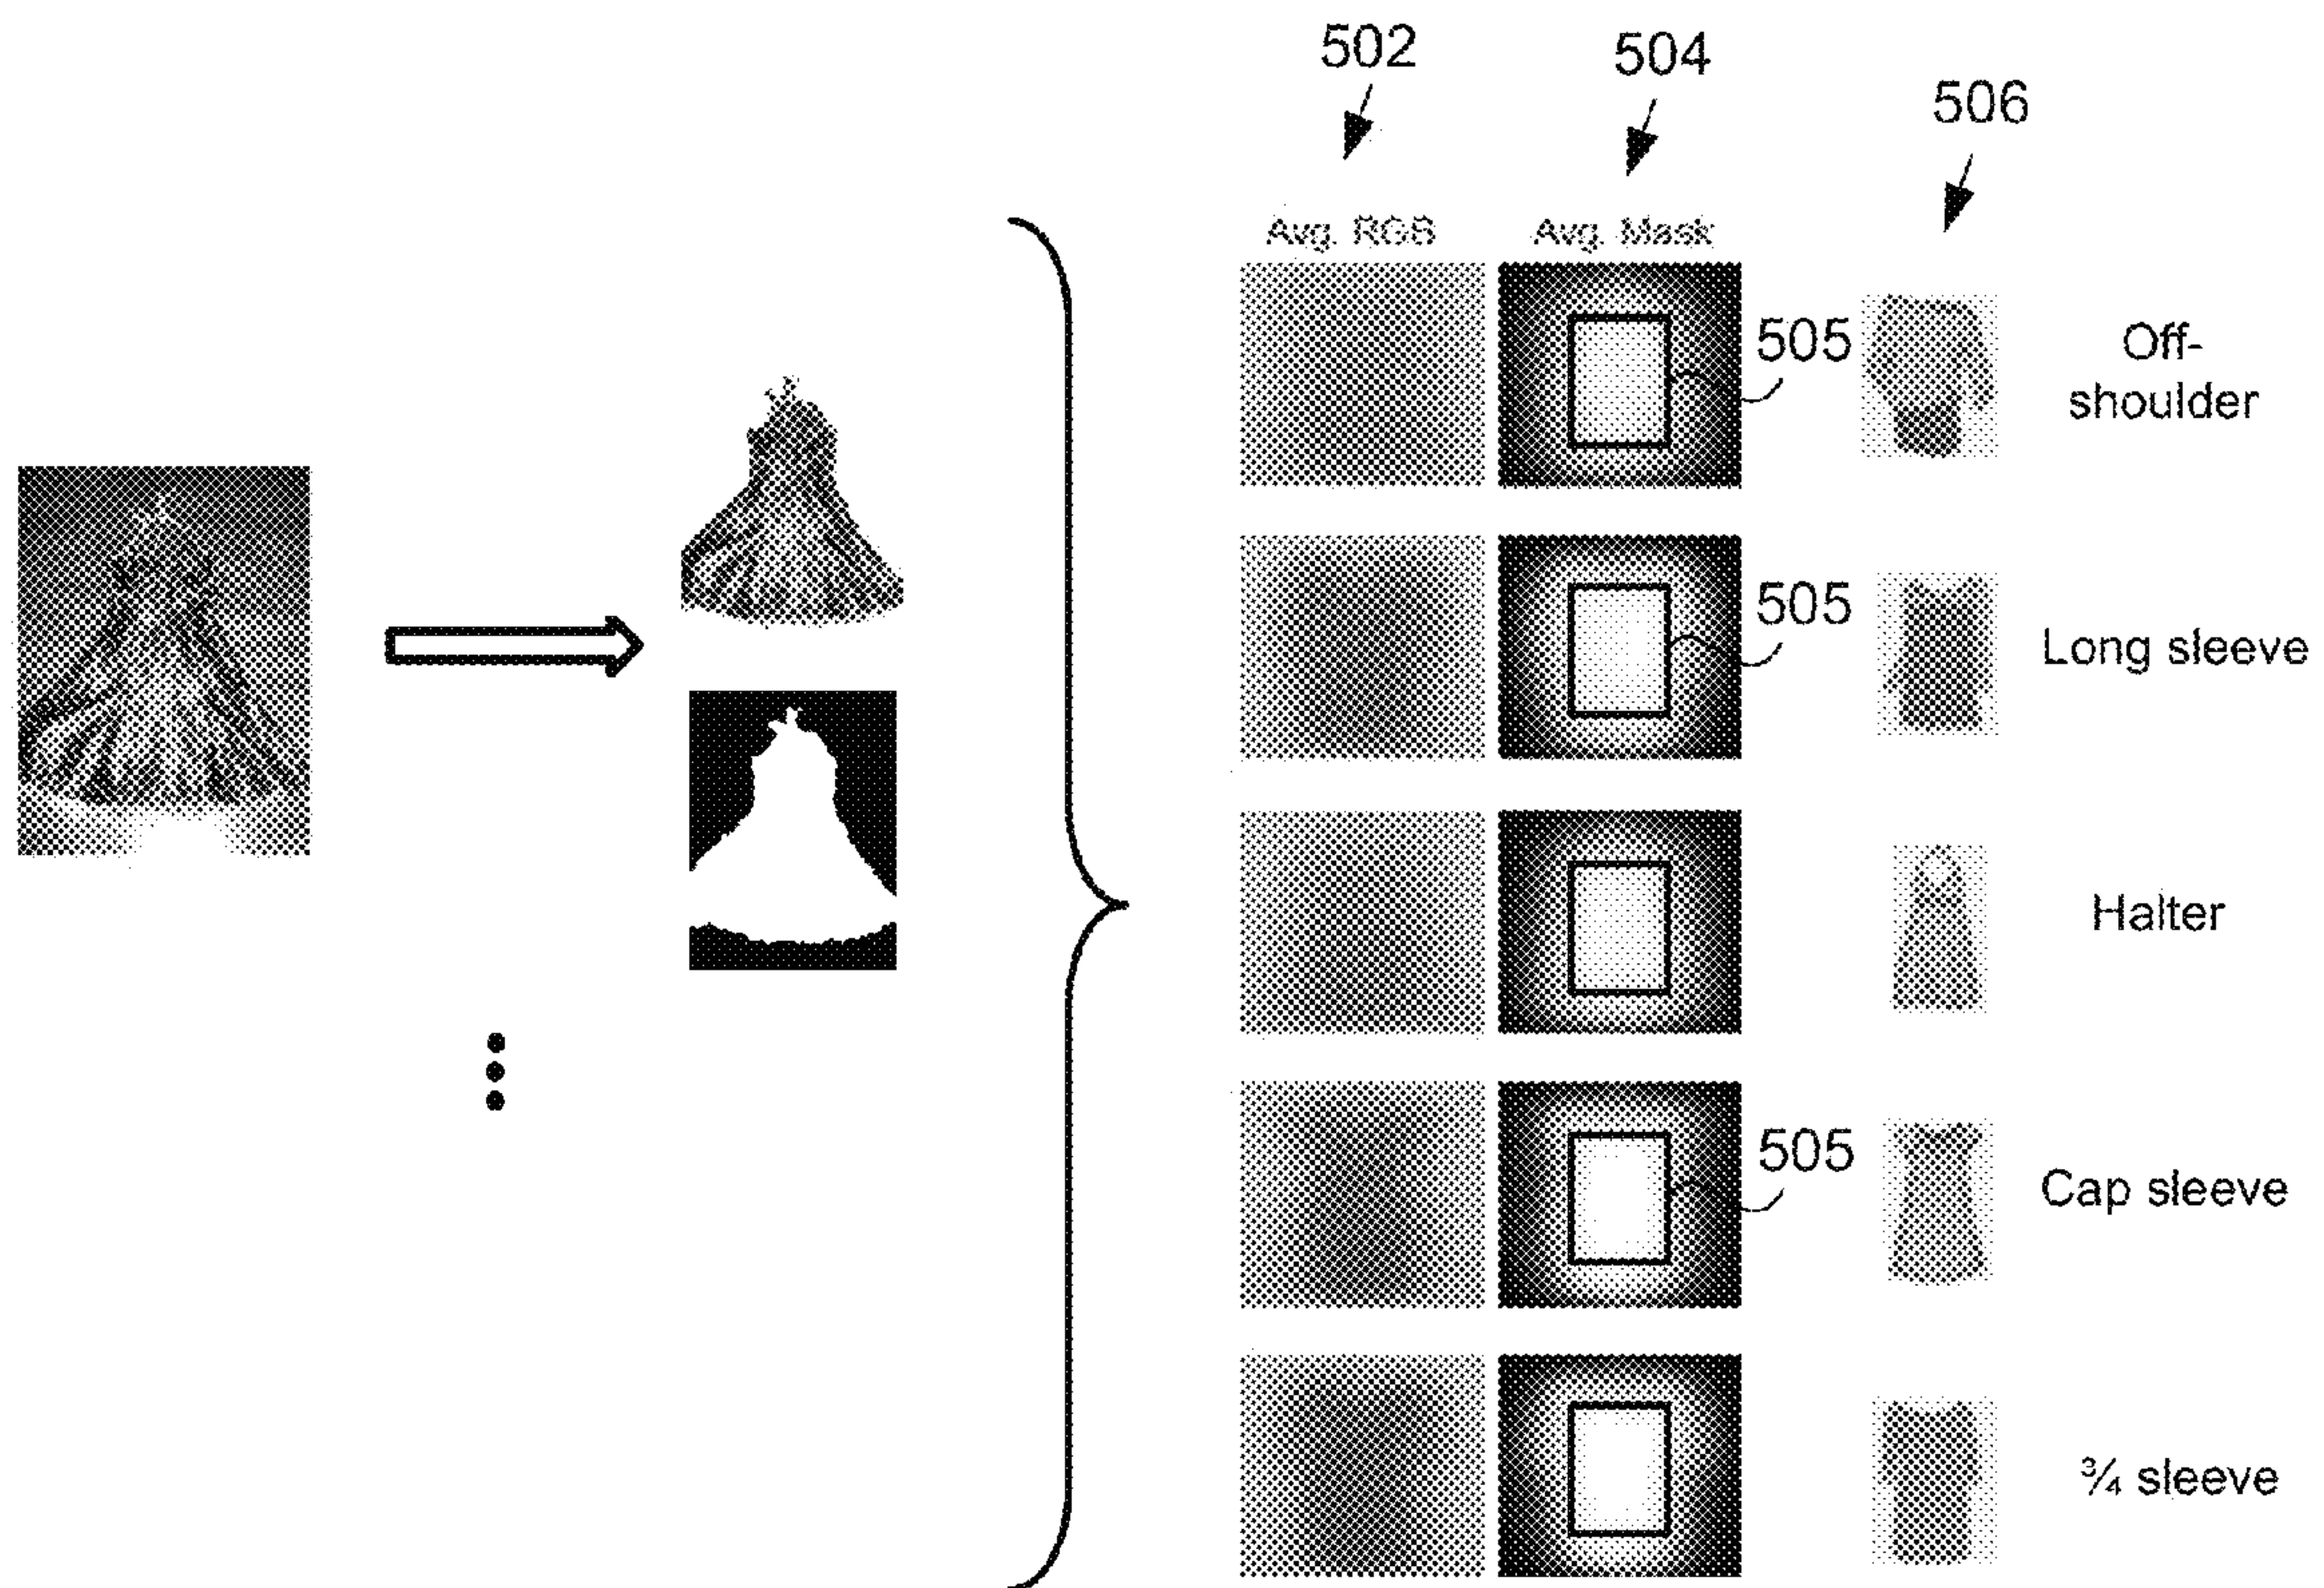 502
504
506
Avg. RGB
Avg. Mask
505
Off-
shoulder
505
Long sleeve
Halter
505
Cap sleeve
¾ sleeve